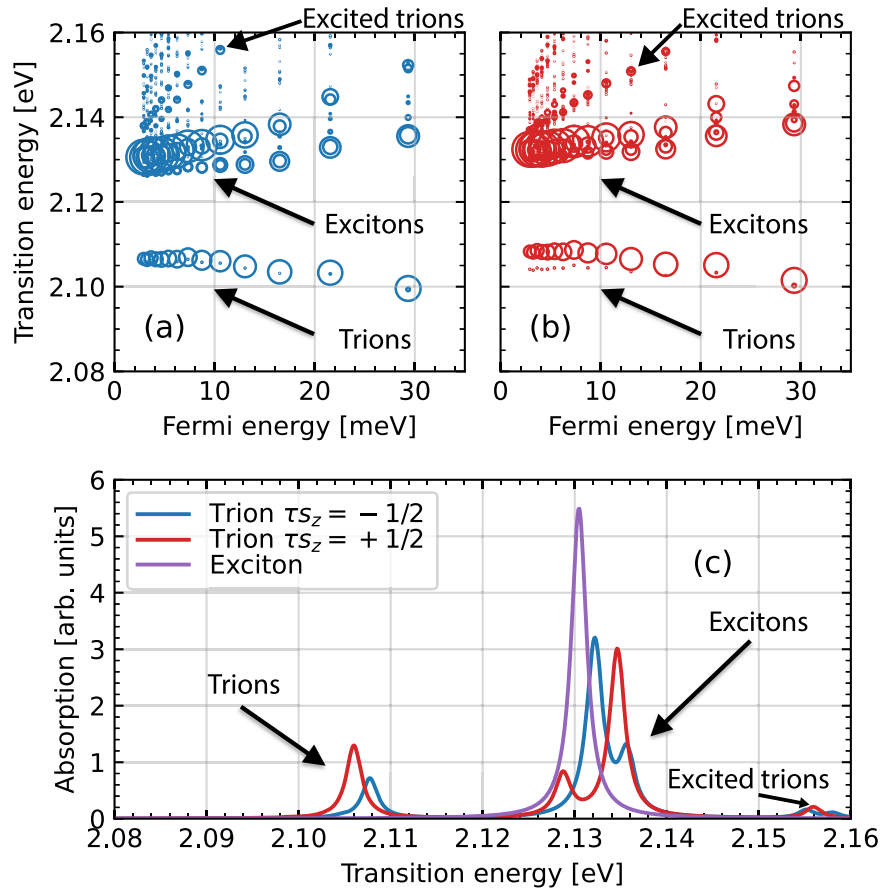 Transition energy [eV]
2.16
2.14
2.12
2.10
2.08
Excited trions
Excitons
Trions
(a)
0
10
20
30
Fermi energy [meV]
Excited trions
Excitons
Trions
(b)
0
10
20
30
Fermi energy [meV]
Absorption [arb. units]
6
5
4
3
2
1
0
Trion τs_z = − 1/2
Trion τs_z = + 1/2
Exciton
(c)
Trions
Excitons
Excited trions
2.08
2.09
2.10
2.11
2.12
2.13
2.14
2.15
2.16
Transition energy [eV]